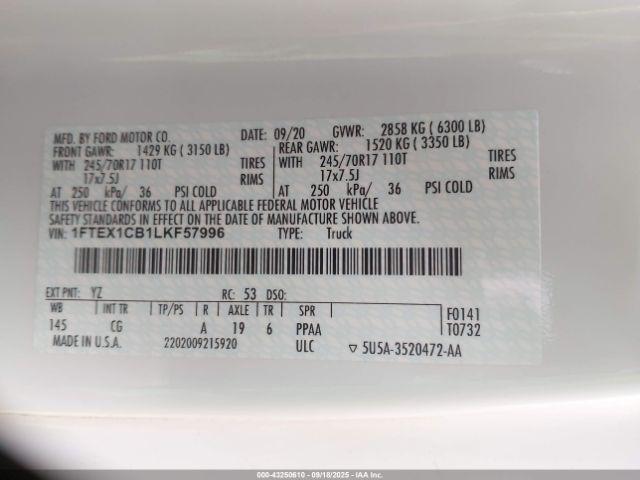 MFD. BY FORD MOTOR CO. DATE: 09/20 GVWR: 2858 KG ( 6300 LB)
FRONT GAWR: 1429 KG ( 3150 LB) REAR GAWR: 1520 KG ( 3350 LB)
WITH 245/70R17 110T TIRES WITH 245/70R17 110T TIRES
17x7.5J RIMS 17x7.5J RIMS
AT 250 kPa/ 36 PSI COLD AT 250 kPa/ 36 PSI COLD
THIS VEHICLE CONFORMS TO ALL APPLICABLE FEDERAL MOTOR VEHICLE
SAFETY STANDARDS IN EFFECT ON THE DATE OF MANUFACTURE SHOWN ABOVE.
VIN: 1FTEX1CB1LKF57996 TYPE: Truck
EXT PNT: YZ RC: 53 DSO:
WB INT TR TP/PS R AXLE TR SPR F0141
145 CG A 19 6 PPAA T0732
MADE IN U.S.A. 2202009215920 ULC ▽ 5U5A-3520472-AA
000-43250610 - 09/18/2025 - IAA Inc.